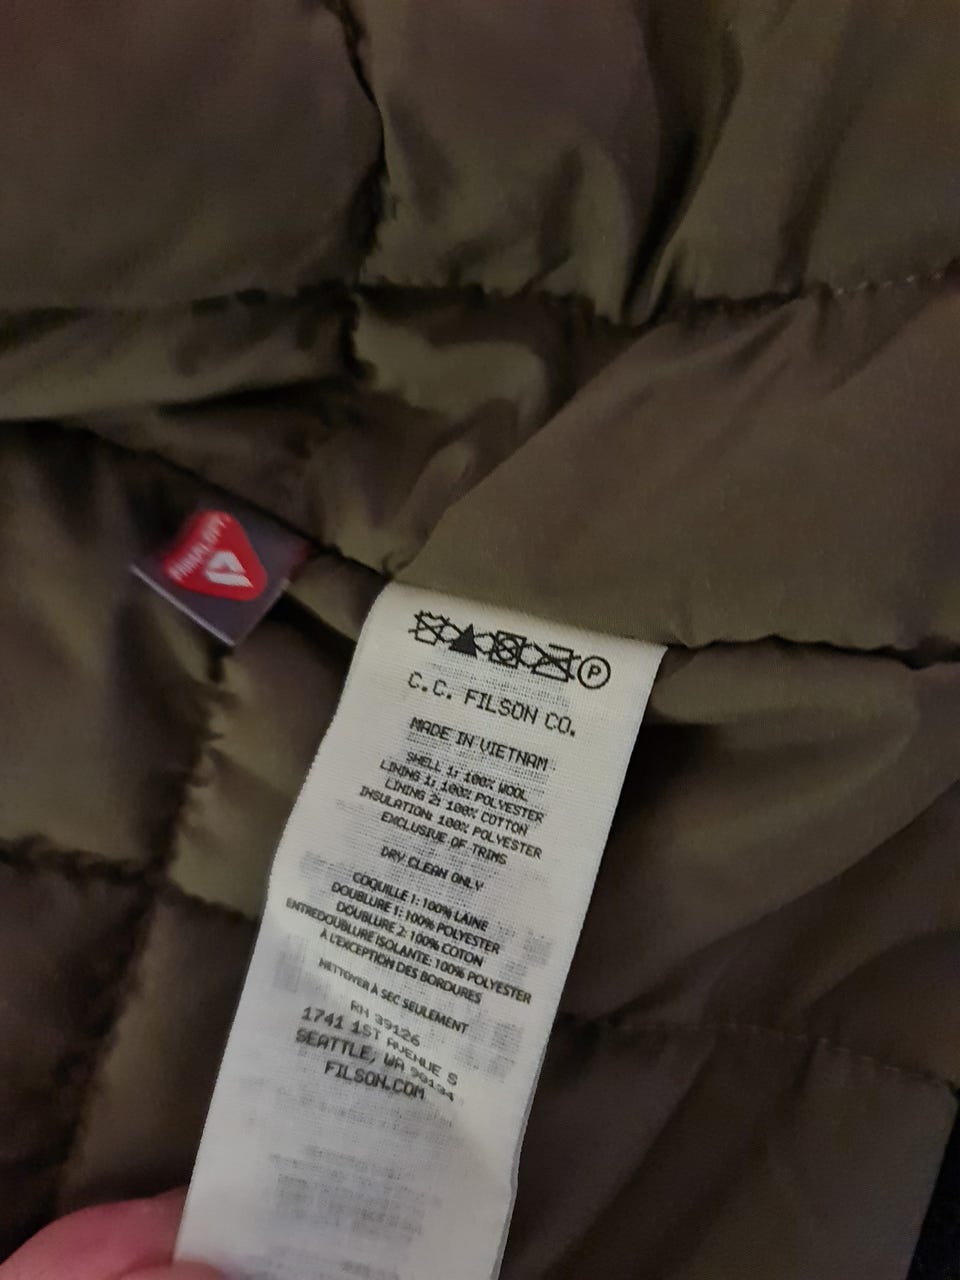 PRIMALOFT
P
C.C. FILSON CO.
MADE IN VIETNAM
SHELL 1: 100% WOOL
LINING 1: 100% POLYESTER
LINING 2: 100% COTTON
INSULATION: 100% POLYESTER
EXCLUSIVE OF TRIMS
DRY CLEAN ONLY
COQUILLE 1: 100% LAINE
DOUBLURE 1: 100% POLYESTER
DOUBLURE 2: 100% COTON
ENTREDOUBLURE ISOLANTE: 100% POLYESTER
À L'EXCEPTION DES BORDURES
NETTOYER À SEC SEULEMENT
RN 39126
1741 1ST AVENUE S
SEATTLE, WA 98134
FILSON.COM